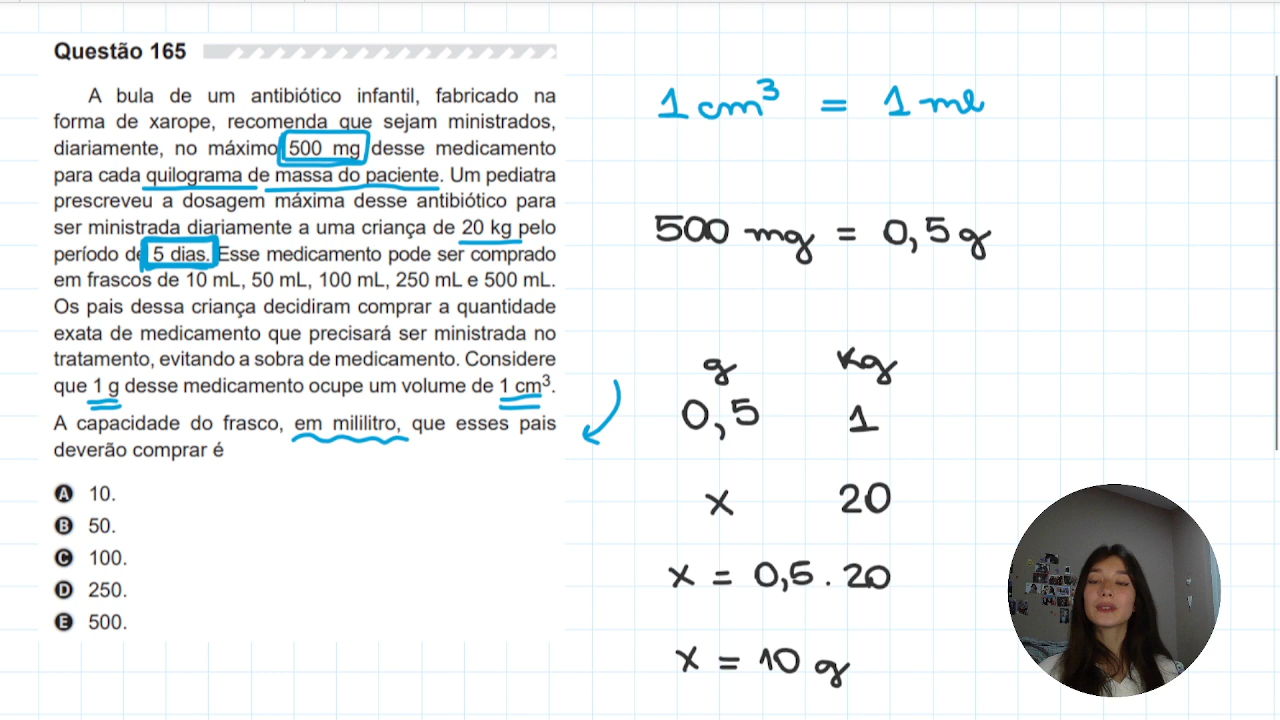 Questão 165
A bula de um antibiótico infantil, fabricado na
forma de xarope, recomenda que sejam ministrados,
diariamente, no máximo 500 mg desse medicamento
para cada quilograma de massa do paciente. Um pediatra
prescreveu a dosagem máxima desse antibiótico para
ser ministrada diariamente a uma criança de 20 kg pelo
período de 5 dias. Esse medicamento pode ser comprado
em frascos de 10 mL, 50 mL, 100 mL, 250 mL e 500 mL.
Os pais dessa criança decidiram comprar a quantidade
exata de medicamento que precisará ser ministrada no
tratamento, evitando a sobra de medicamento. Considere
que 1 g desse medicamento ocupe um volume de 1 cm³.
A capacidade do frasco, em mililitro, que esses pais
deverão comprar é
A 10.
B 50.
C 100.
D 250.
E 500.
1 cm³ = 1 ml
500 mg = 0,5 g
g kg
0,5 1
x 20
x = 0,5 . 20
x = 10 g